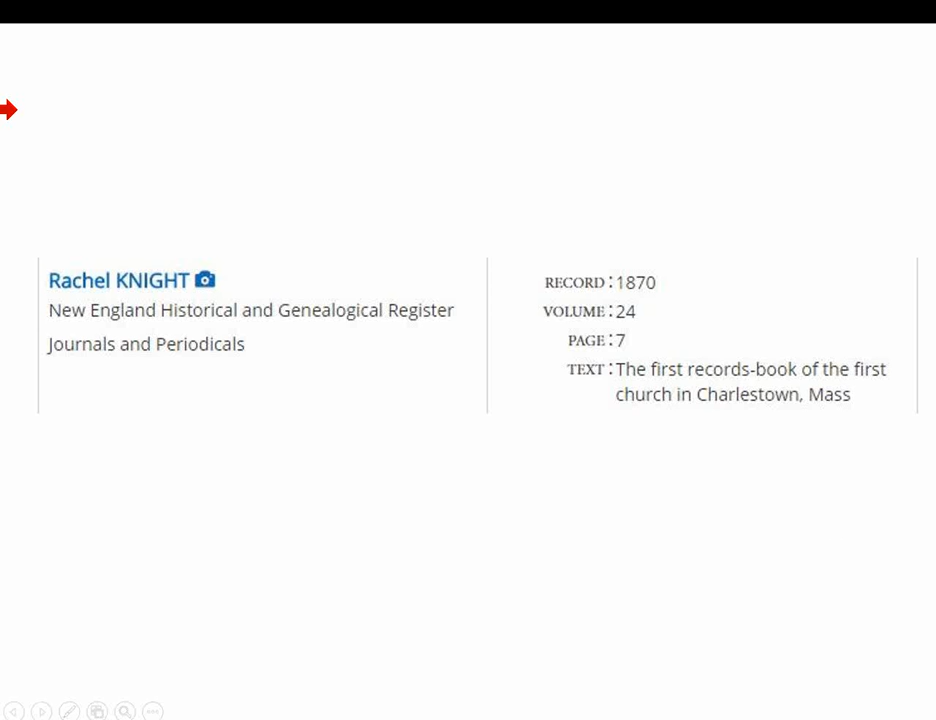 Rachel KNIGHT
New England Historical and Genealogical Register
Journals and Periodicals
RECORD: 1870
VOLUME: 24
PAGE: 7
TEXT: The first records-book of the first
church in Charlestown, Mass